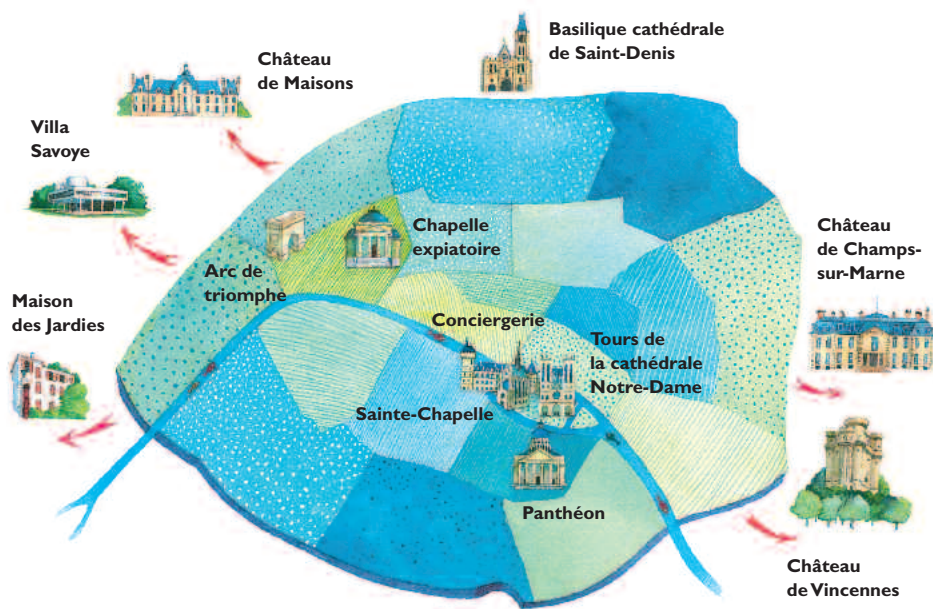 Basilique cathédrale
de Saint-Denis
Château
de Maisons
Villa
Savoye
Chapelle
expiatoire
Château
de Champs-
sur-Marne
Arc de
triomphe
Maison
des Jardies
Conciergerie
Tours de
la cathédrale
Notre-Dame
Sainte-Chapelle
Panthéon
Château
de Vincennes